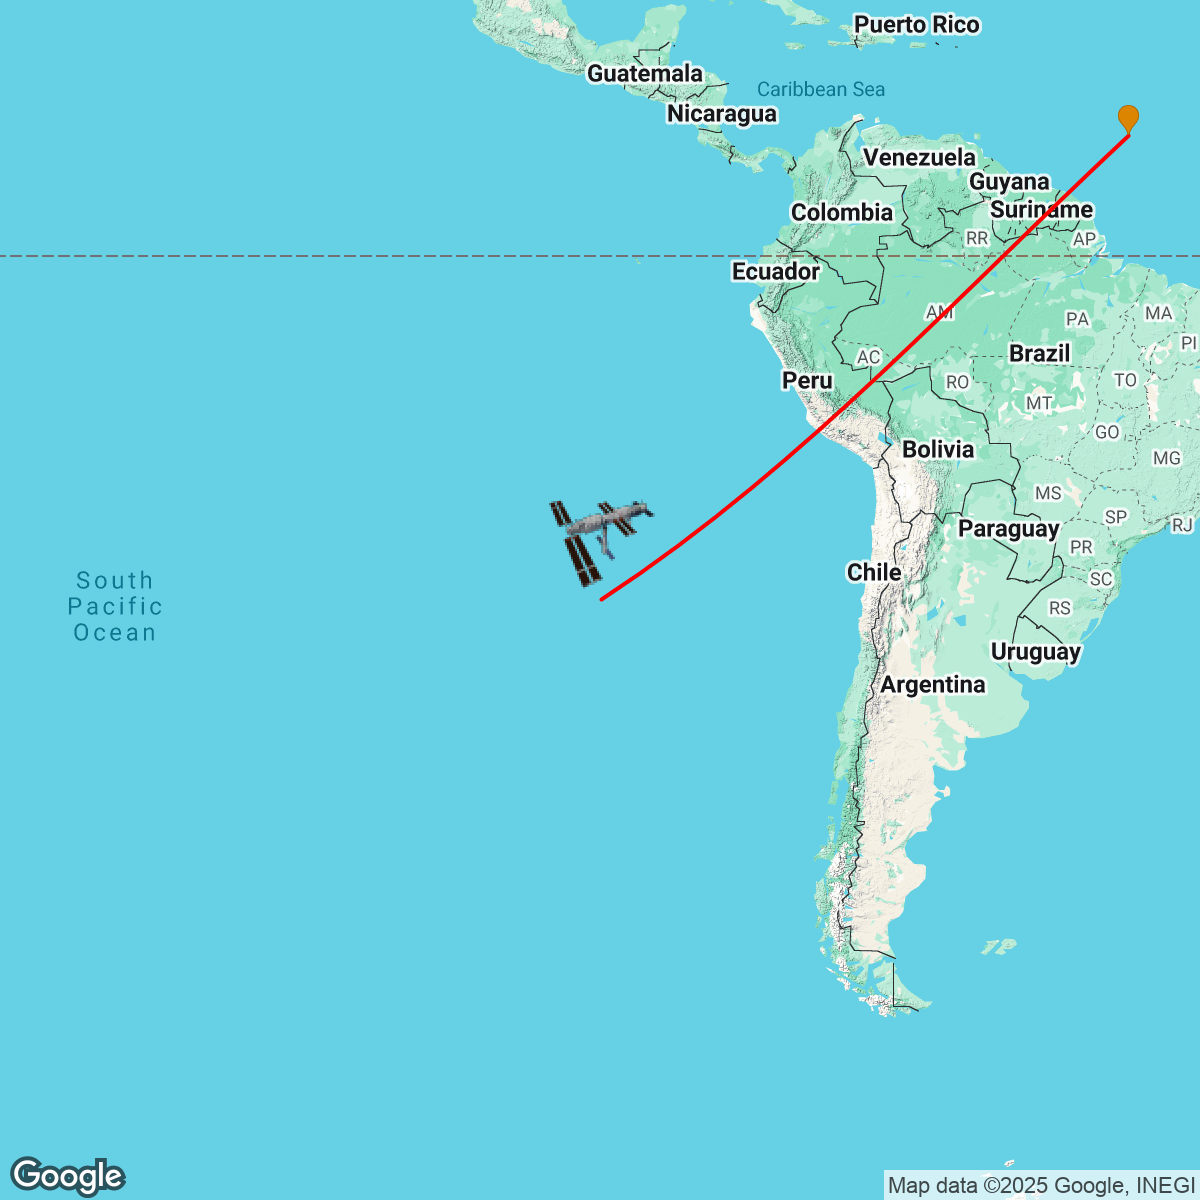 Puerto Rico
Guatemala
Caribbean Sea
Nicaragua
Venezuela
Guyana
Colombia
Suriname
RR
AP
Ecuador
AM
PA
MA
PI
Brazil
AC
Peru
RO
TO
MT
GO
Bolivia
MG
MS
SP
RJ
Paraguay
PR
Chile
SC
South
Pacific
Ocean
RS
Uruguay
Argentina
Google
Map data ©2025 Google, INEGI